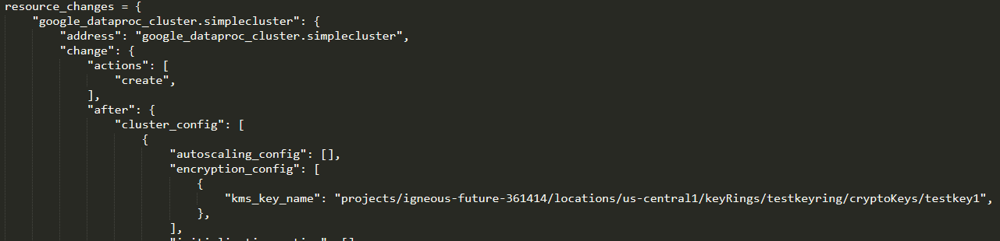 resource_changes = {
"google_dataproc_cluster.simplecluster": {
"address": "google_dataproc_cluster.simplecluster",
"change": {
"actions": [
"create",
],
"after": {
"cluster_config": [
{
"autoscaling_config": [],
"encryption_config": [
{
"kms_key_name": "projects/igneous-future-361414/locations/us-central1/keyRings/testkeyring/cryptoKeys/testkey1",
},
],